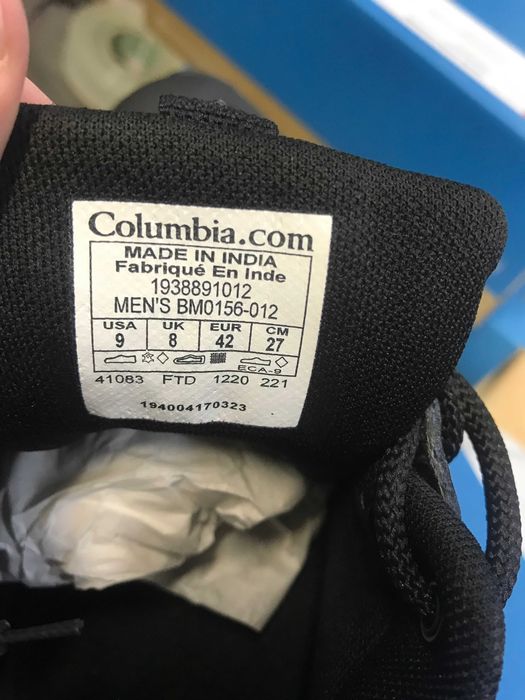 Columbia.com
MADE IN INDIA
Fabriqué En Inde
1938891012
MEN'S BM0156-012
USA UK EUR CM
9 8 42 27
ECA-9
41083 FTD 1220 221
194004170323